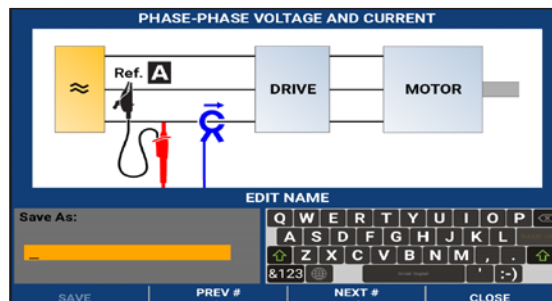 PHASE-PHASE VOLTAGE AND CURRENT
Ref. A
≈
DRIVE
MOTOR
EDIT NAME
Save As:
_
Q W E R T Y U I O P
A S D F G H J K L
Z X C V B N M , .
&123 ' :-)
SAVE PREV # NEXT # CLOSE